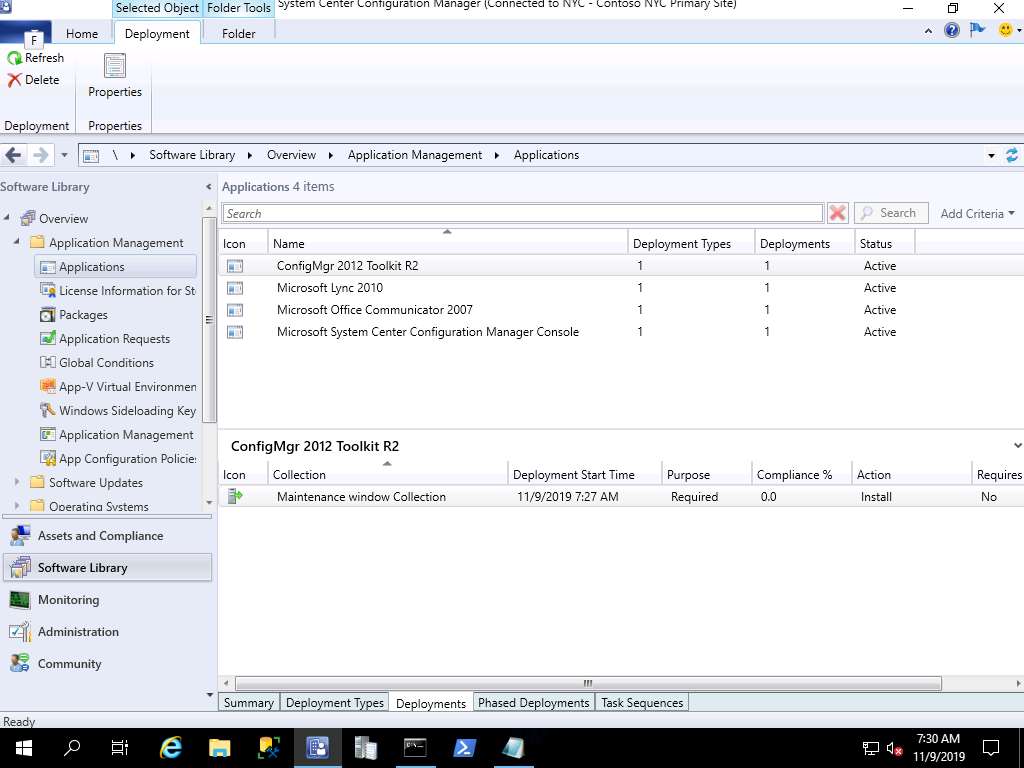 Selected Object Folder Tools System Center Configuration Manager (Connected to NYC - Contoso NYC Primary Site)
F Home Deployment Folder
Refresh
Delete
Properties
Deployment Properties
\ Software Library Overview Application Management Applications
Software Library
Applications 4 items
Search Search Add Criteria
Overview
Application Management
Applications
License Information for St
Packages
Application Requests
Global Conditions
App-V Virtual Environmen
Windows Sideloading Key
Application Management
App Configuration Policie
Software Updates
Operating Systems
Assets and Compliance
Software Library
Monitoring
Administration
Community
Icon Name Deployment Types Deployments Status
ConfigMgr 2012 Toolkit R2 1 1 Active
Microsoft Lync 2010 1 1 Active
Microsoft Office Communicator 2007 1 1 Active
Microsoft System Center Configuration Manager Console 1 1 Active
ConfigMgr 2012 Toolkit R2
Icon Collection Deployment Start Time Purpose Compliance % Action Requires
Maintenance window Collection 11/9/2019 7:27 AM Required 0.0 Install No
Summary Deployment Types Deployments Phased Deployments Task Sequences
Ready
7:30 AM
11/9/2019